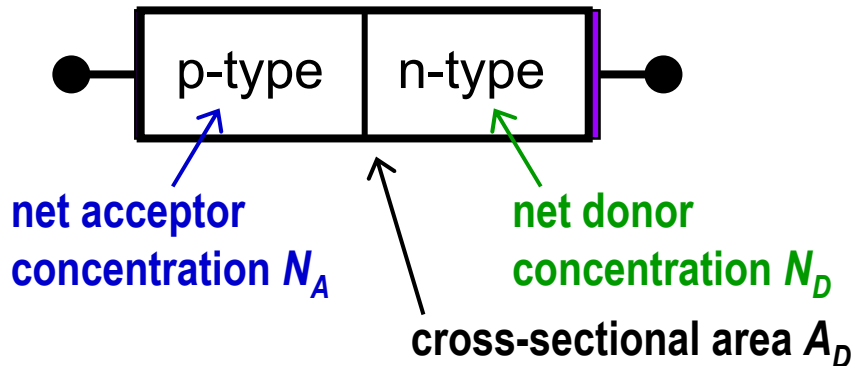 p-type
n-type
net acceptor
concentration N_A
net donor
concentration N_D
cross-sectional area A_D